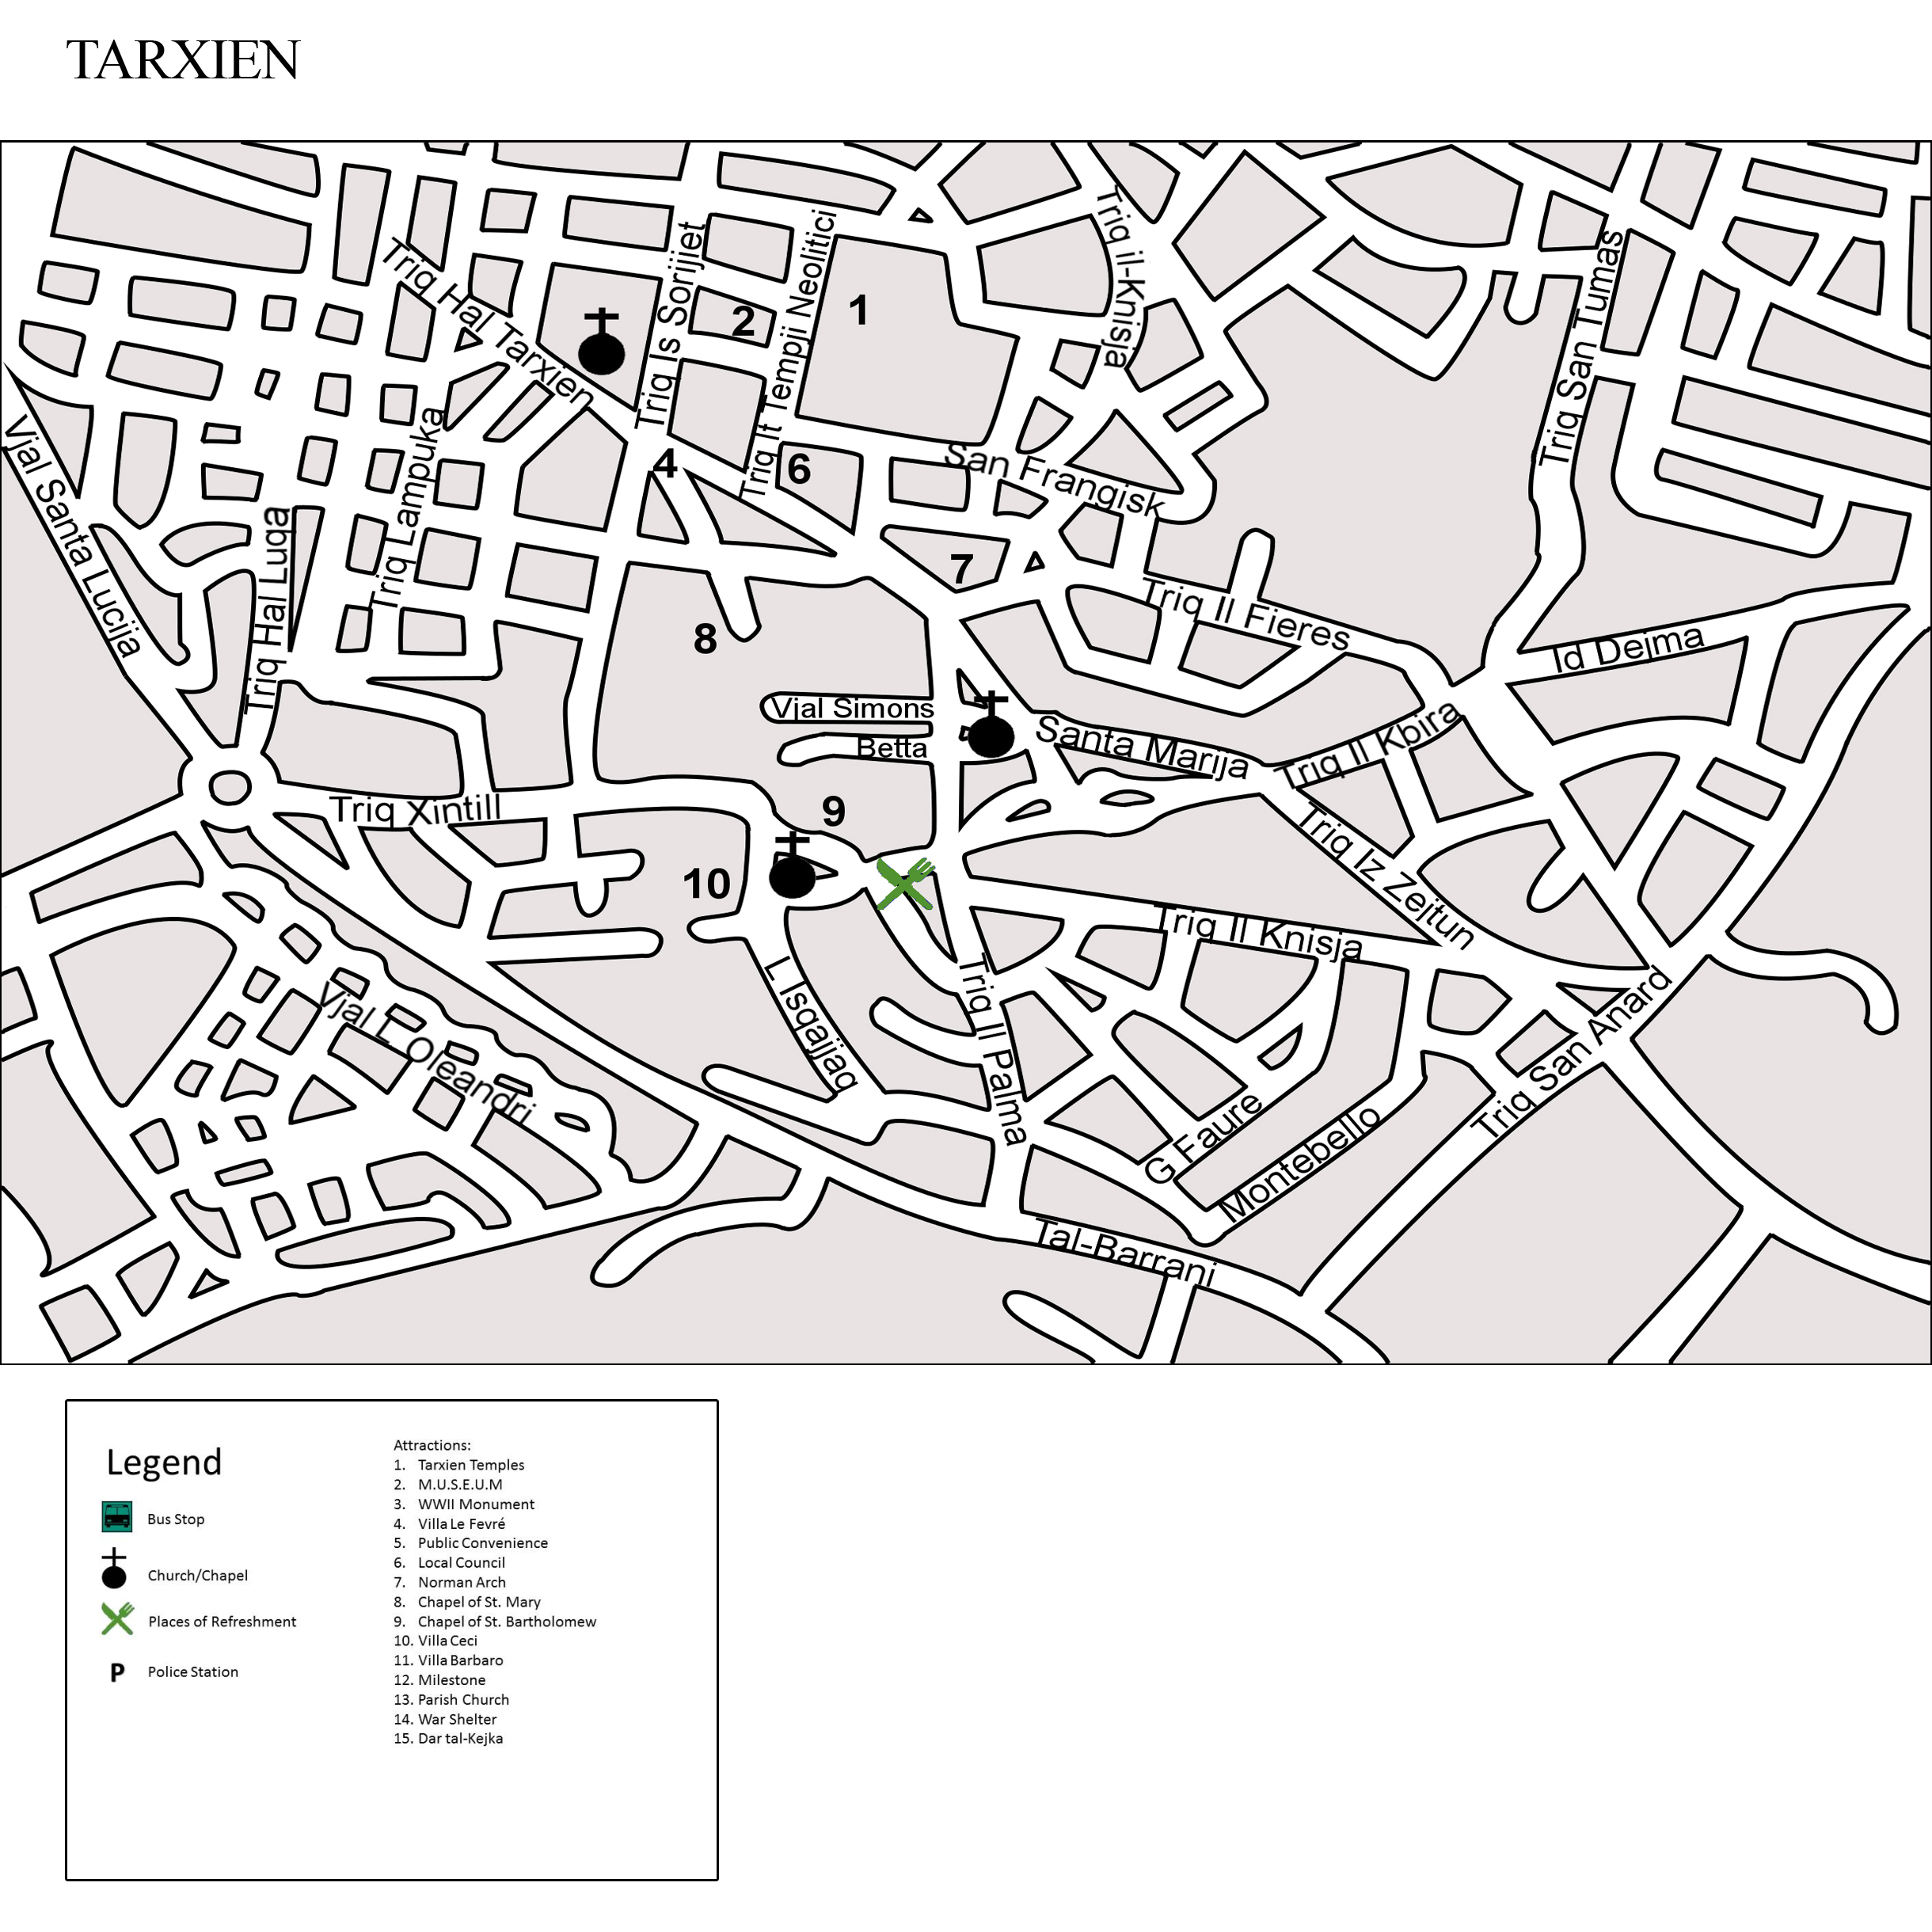 TARXIEN
Triq il-Knisja
Triq Is Sorijiet
Triq It Tempji Neolitici
Triq San Tumas
Triq Hal Tarxien
1
2
Triq Lampuka
Vjal Santa Lucija
4
6
San Frangisk
Triq Hal Luqa
7
Triq Il Fieres
8
Id Dejma
Vjal Simons
Betta
Santa Marija
Triq Il Kbira
Triq Xintill
9
Triq Iz Zejtun
10
Triq Il Knisja
L Isqajjaq
Triq Il Palma
Vjal L Oleandri
Triq San Anard
G Faure
Montebello
Tal-Barrani
Legend
Bus Stop
Church/Chapel
Places of Refreshment
P Police Station
Attractions:
1. Tarxien Temples
2. M.U.S.E.U.M
3. WWII Monument
4. Villa Le Fevré
5. Public Convenience
6. Local Council
7. Norman Arch
8. Chapel of St. Mary
9. Chapel of St. Bartholomew
10. Villa Ceci
11. Villa Barbaro
12. Milestone
13. Parish Church
14. War Shelter
15. Dar tal-Kejka